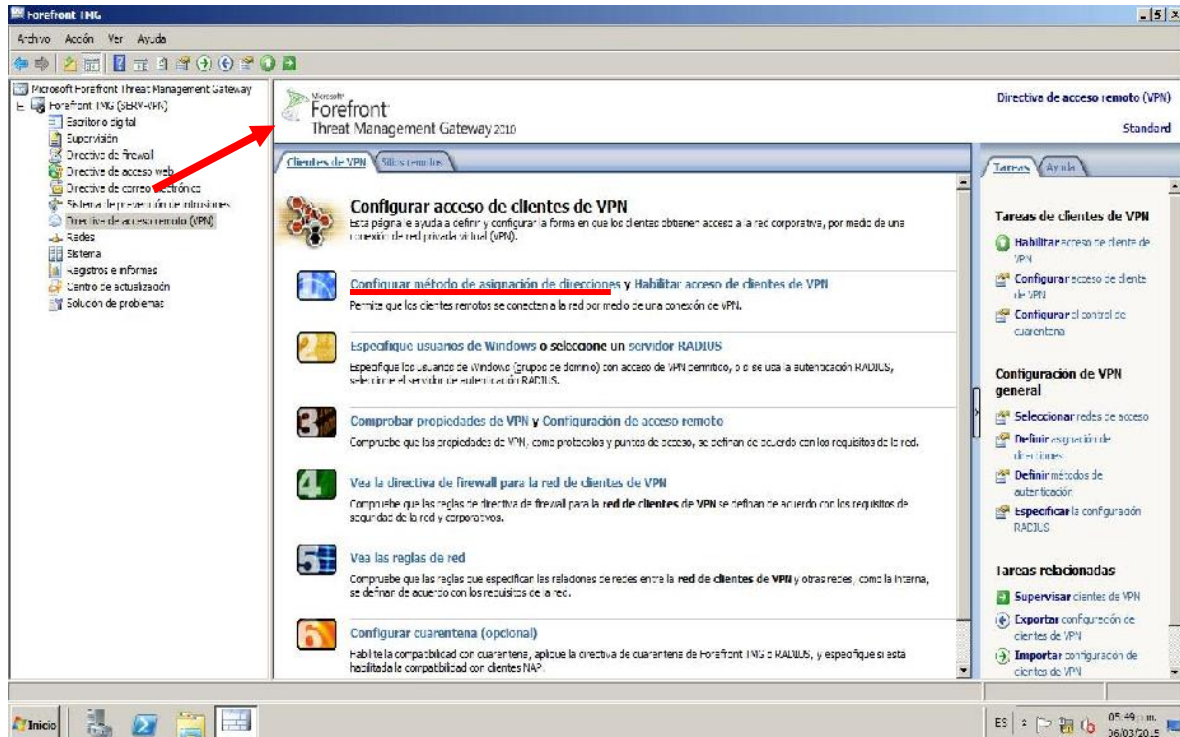 Forefront TMG
Archivo Acción Ver Ayuda
Microsoft Forefront Threat Management Gateway
Forefront TMG (SERV-VPN)
Escritorio digital
Supervisión
Directiva de firewall
Directiva de acceso web
Directiva de correo electrónico
Sistema de prevención de intrusiones
Directiva de acceso remoto (VPN)
Redes
Sistema
Registros e informes
Centro de actualización
Solución de problemas
Microsoft
Forefront
Threat Management Gateway 2010
Directiva de acceso remoto (VPN)
Standard
Clientes de VPN Sitios remotos
Configurar acceso de clientes de VPN
Esta página le ayuda a definir y configurar la forma en que los clientes obtienen acceso a la red corporativa, por medio de una
conexión de red privada virtual (VPN).
1
Configurar método de asignación de direcciones y Habilitar acceso de clientes de VPN
Permite que los clientes remotos se conecten a la red por medio de una conexión de VPN.
2
Especifique usuarios de Windows o seleccione un servidor RADIUS
Especifique los usuarios de Windows (grupos de dominio) con acceso de VPN permitido, o si se usa la autenticación RADIUS,
seleccione el servidor de autenticación RADIUS.
3
Comprobar propiedades de VPN y Configuración de acceso remoto
Compruebe que las propiedades de VPN, como protocolos y puntos de acceso, se definan de acuerdo con los requisitos de la red.
4
Vea la directiva de firewall para la red de clientes de VPN
Compruebe que las reglas de directiva de firewall para la red de clientes de VPN se definan de acuerdo con los requisitos de
seguridad de la red y corporativos.
5
Vea las reglas de red
Compruebe que las reglas que especifican las relaciones de redes entre la red de clientes de VPN y otras redes, como la interna,
se definan de acuerdo con los requisitos de la red.
6
Configurar cuarentena (opcional)
Habilite la compatibilidad con cuarentena, aplique la directiva de cuarentena de Forefront TMG o RADIUS, y especifique si está
habilitada la compatibilidad con clientes NAP.
Tareas Ayuda
Tareas de clientes de VPN
Habilitar acceso de cliente de
VPN
Configurar acceso de cliente
de VPN
Configurar el control de
cuarentena
Configuración de VPN
general
Seleccionar redes de acceso
Definir asignación de
direcciones
Definir métodos de
autenticación
Especificar la configuración
RADIUS
Tareas relacionadas
Supervisar clientes de VPN
Exportar configuración de
clientes de VPN
Importar configuración de
clientes de VPN
Inicio
ES
05:49 p.m.
06/03/2015